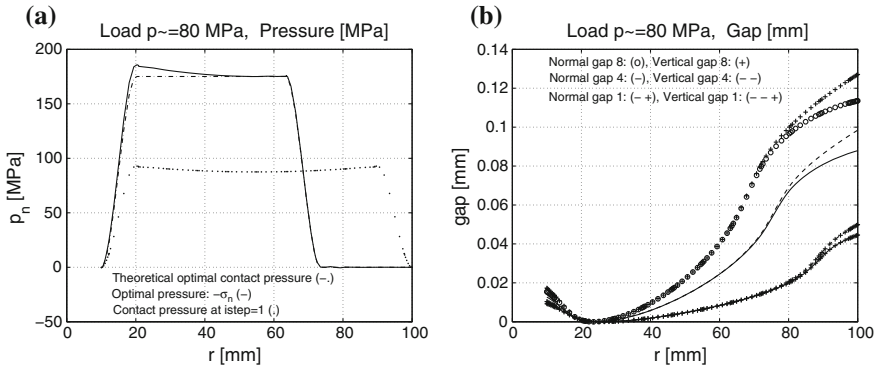 (a)
Load p~=80 MPa, Pressure [MPa]
200
150
100
50
0
−50
p_n [MPa]
0 20 40 60 80 100
r [mm]
Theoretical optimal contact pressure (−.)
Optimal pressure: −σ_n (−)
Contact pressure at istep=1 (.)
(b)
Load p~=80 MPa, Gap [mm]
0.14
0.12
0.1
0.08
0.06
0.04
0.02
0
gap [mm]
0 20 40 60 80 100
r [mm]
Normal gap 8: (o), Vertical gap 8: (+)
Normal gap 4: (−), Vertical gap 4: (− −)
Normal gap 1: (− +), Vertical gap 1: (− − +)